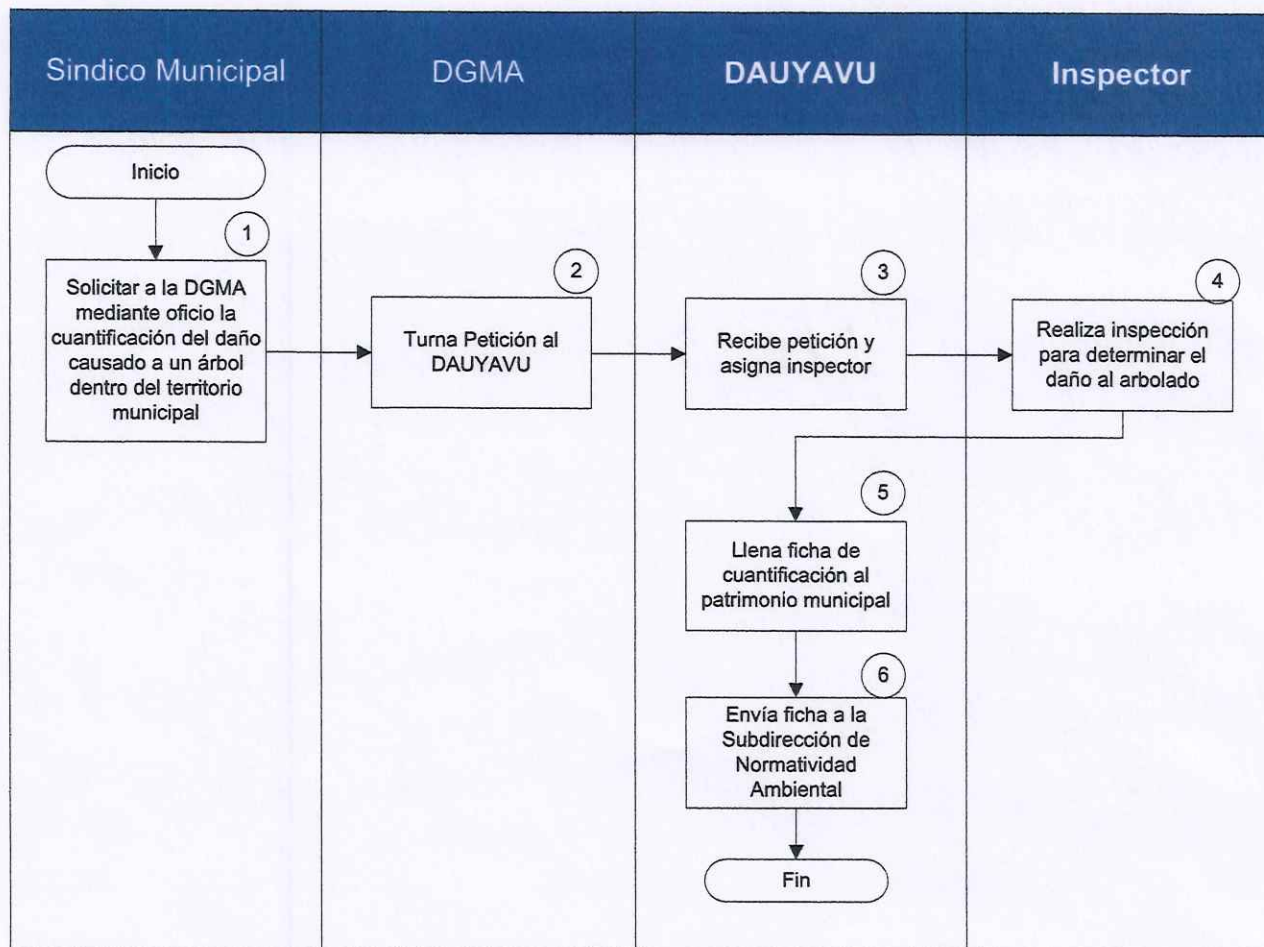 Sindico Municipal
DGMA
DAUYAVU
Inspector
Inicio
1
Solicitar a la DGMA
mediante oficio la
cuantificación del daño
causado a un árbol
dentro del territorio
municipal
2
Turna Petición al
DAUYAVU
3
Recibe petición y
asigna inspector
4
Realiza inspección
para determinar el
daño al arbolado
5
Llena ficha de
cuantificación al
patrimonio municipal
6
Envía ficha a la
Subdirección de
Normatividad
Ambiental
Fin